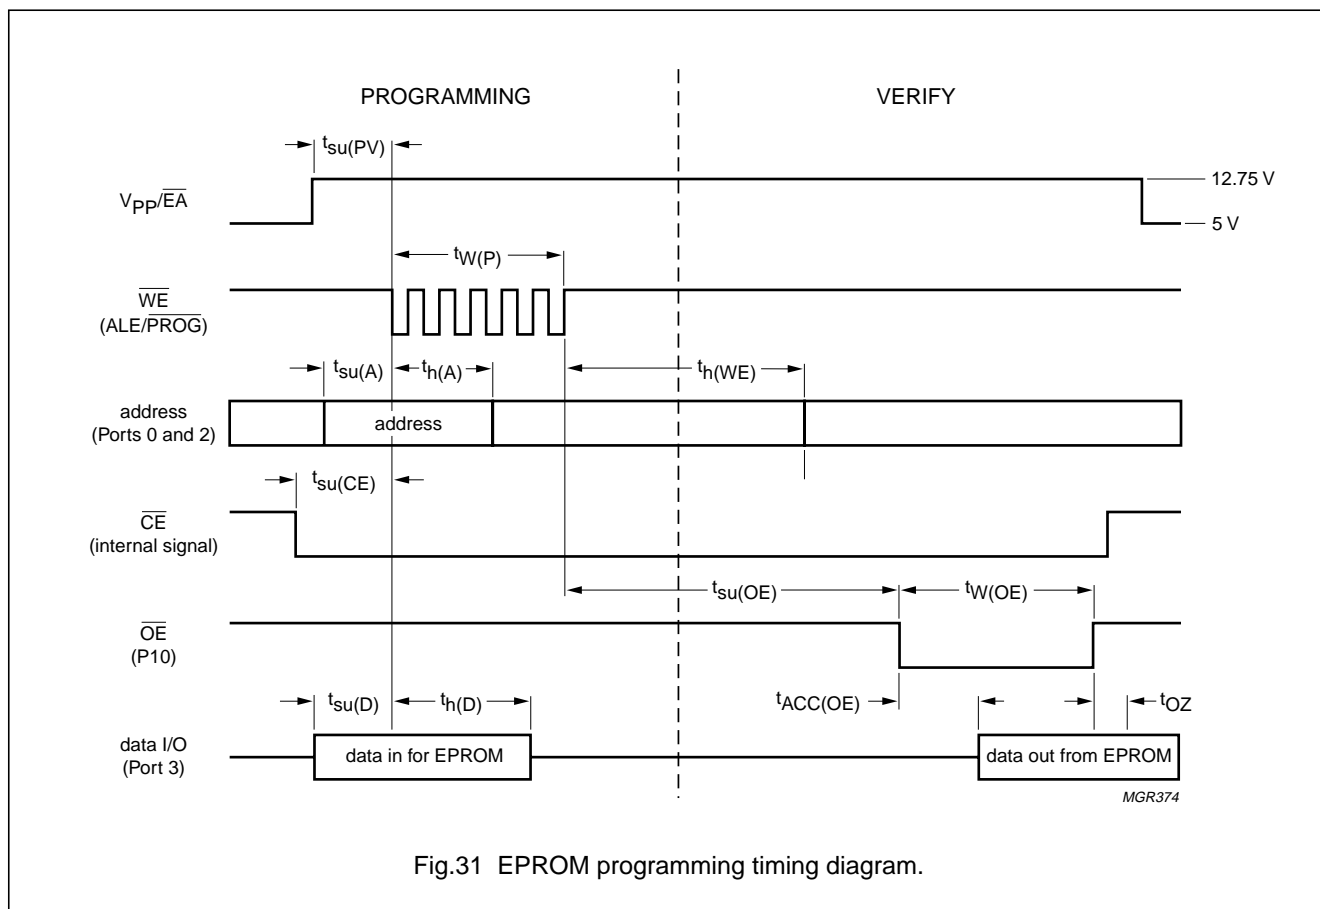 PROGRAMMING
VERIFY
tsu(PV)
VPP/EA
12.75 V
5 V
tW(P)
WE
(ALE/PROG)
tsu(A)
th(A)
th(WE)
address
(Ports 0 and 2)
address
tsu(CE)
CE
(internal signal)
tsu(OE)
tW(OE)
OE
(P10)
tsu(D)
th(D)
tACC(OE)
tOZ
data I/O
(Port 3)
data in for EPROM
data out from EPROM
MGR374
Fig.31 EPROM programming timing diagram.